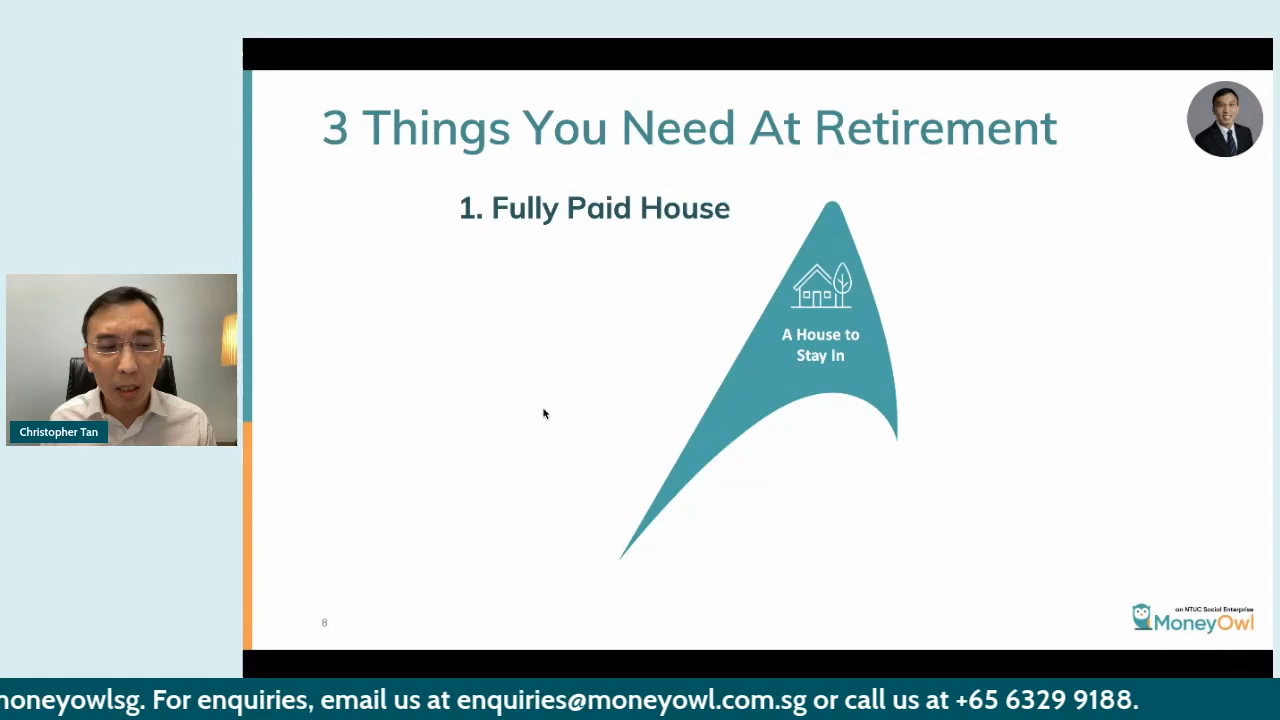 3 Things You Need At Retirement
1. Fully Paid House
A House to
Stay In
Christopher Tan
8
an NTUC Social Enterprise
MoneyOwl
moneyowlsg. For enquiries, email us at enquiries@moneyowl.com.sg or call us at +65 6329 9188.